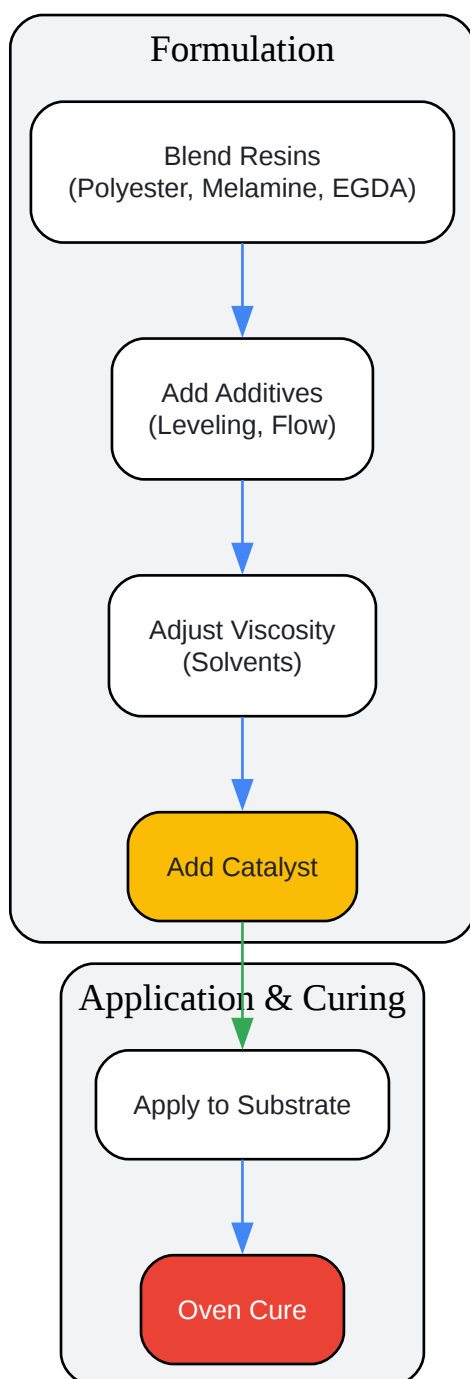 Formulation
Blend Resins
(Polyester, Melamine, EGDA)
Add Additives
(Leveling, Flow)
Adjust Viscosity
(Solvents)
Add Catalyst
Application & Curing
Apply to Substrate
Oven Cure